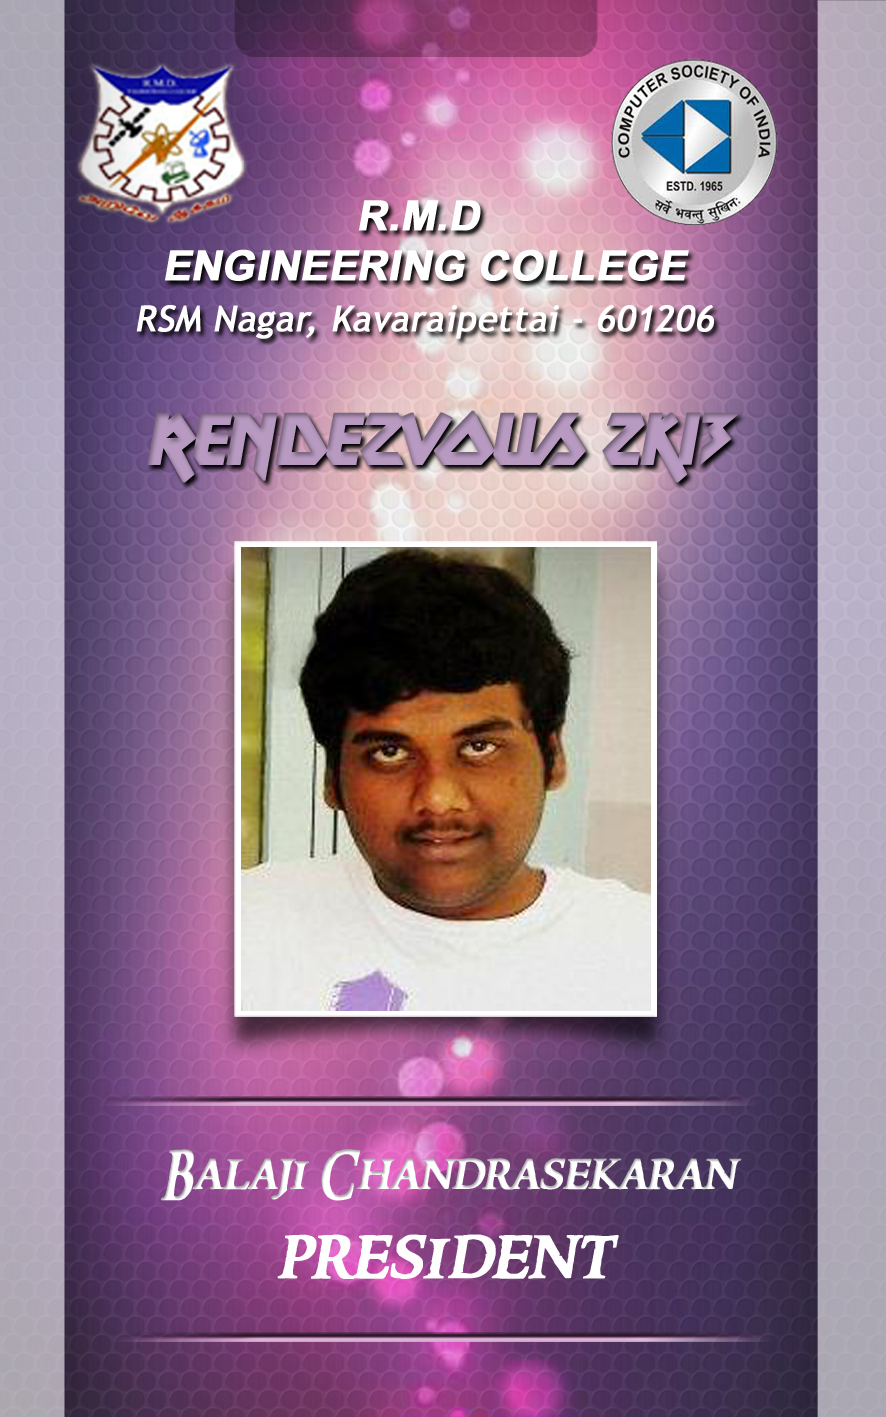 R.M.D.
COMPUTER SOCIETY OF INDIA
ESTD. 1965
सर्वे भवन्तु सुखिनः
R.M.D
ENGINEERING COLLEGE
RSM Nagar, Kavaraipettai - 601206
RENDEZVOUS 2K13
BALAJI CHANDRASEKARAN
PRESIDENT